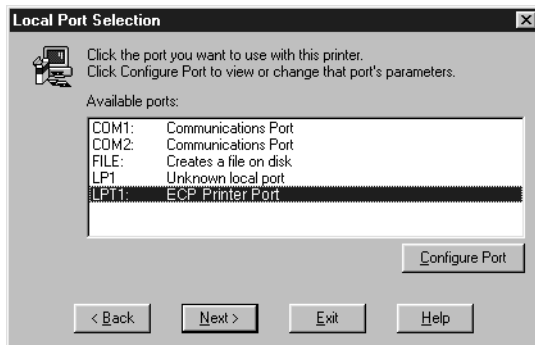 Local Port Selection
Click the port you want to use with this printer.
Click Configure Port to view or change that port's parameters.
Available ports:
COM1: Communications Port
COM2: Communications Port
FILE: Creates a file on disk
LP1 Unknown local port
LPT1: ECP Printer Port
Configure Port
< Back Next > Exit Help